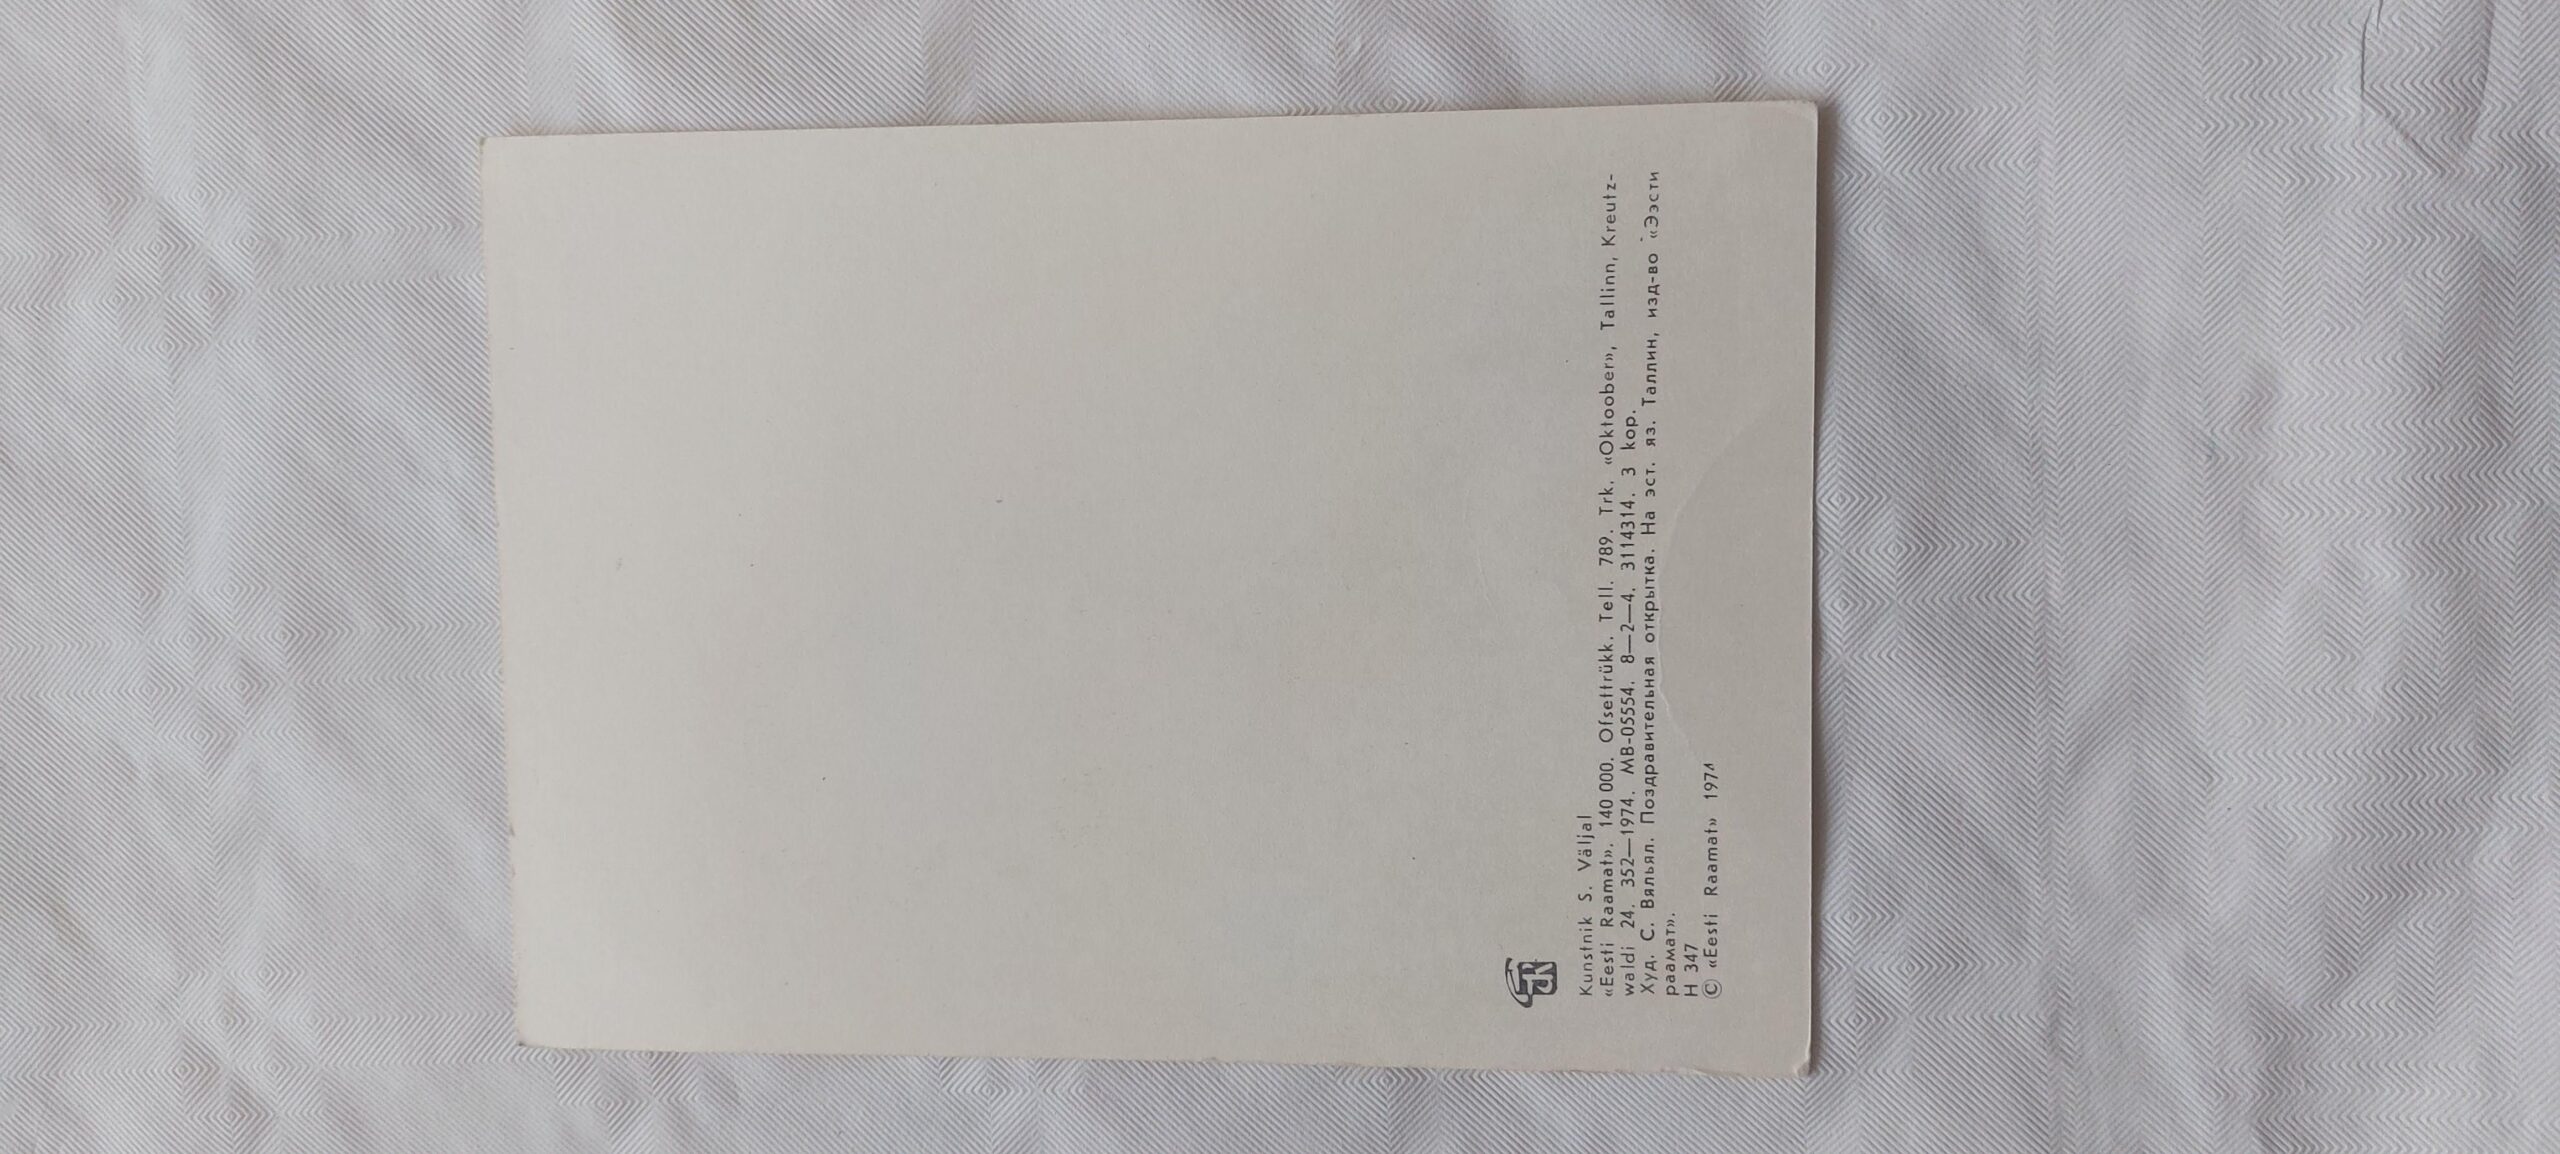 Kunstnik S. Väljal
«Eesti Raamat». 140 000. Ofsettrükk. Tell. 789. Trk. «Oktoober», Tallinn, Kreutz-
waldi 24. 352—1974. MB-05554. 8—2—4. 3114314. 3 kop.
Худ. С. Вяльял. Поздравительная открытка. На эст. яз. Таллин, изд-во «Ээсти
раамат».
H 347
© «Eesti Raamat» 1974